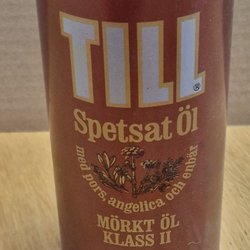 TILL®
Spetsat Öl
med pors, angelica och enbär
MÖRKT ÖL
KLASS II